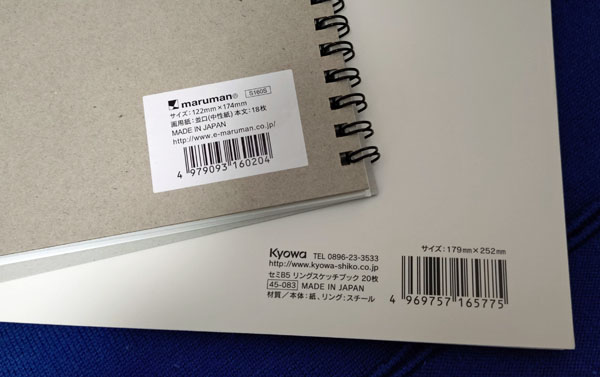 maruman® S160S
サイズ:122mm×174mm
画用紙:並口(中性紙) 本文:18枚
MADE IN JAPAN
http://www.e-maruman.co.jp/
4 979093 160204
Kyowa TEL 0896-23-3533
http://www.kyowa-shiko.co.jp
セミB5 リングスケッチブック 20枚
45-083 MADE IN JAPAN
材質/本体:紙、リング:スチール
サイズ:179mm×252mm
4 969757 165775